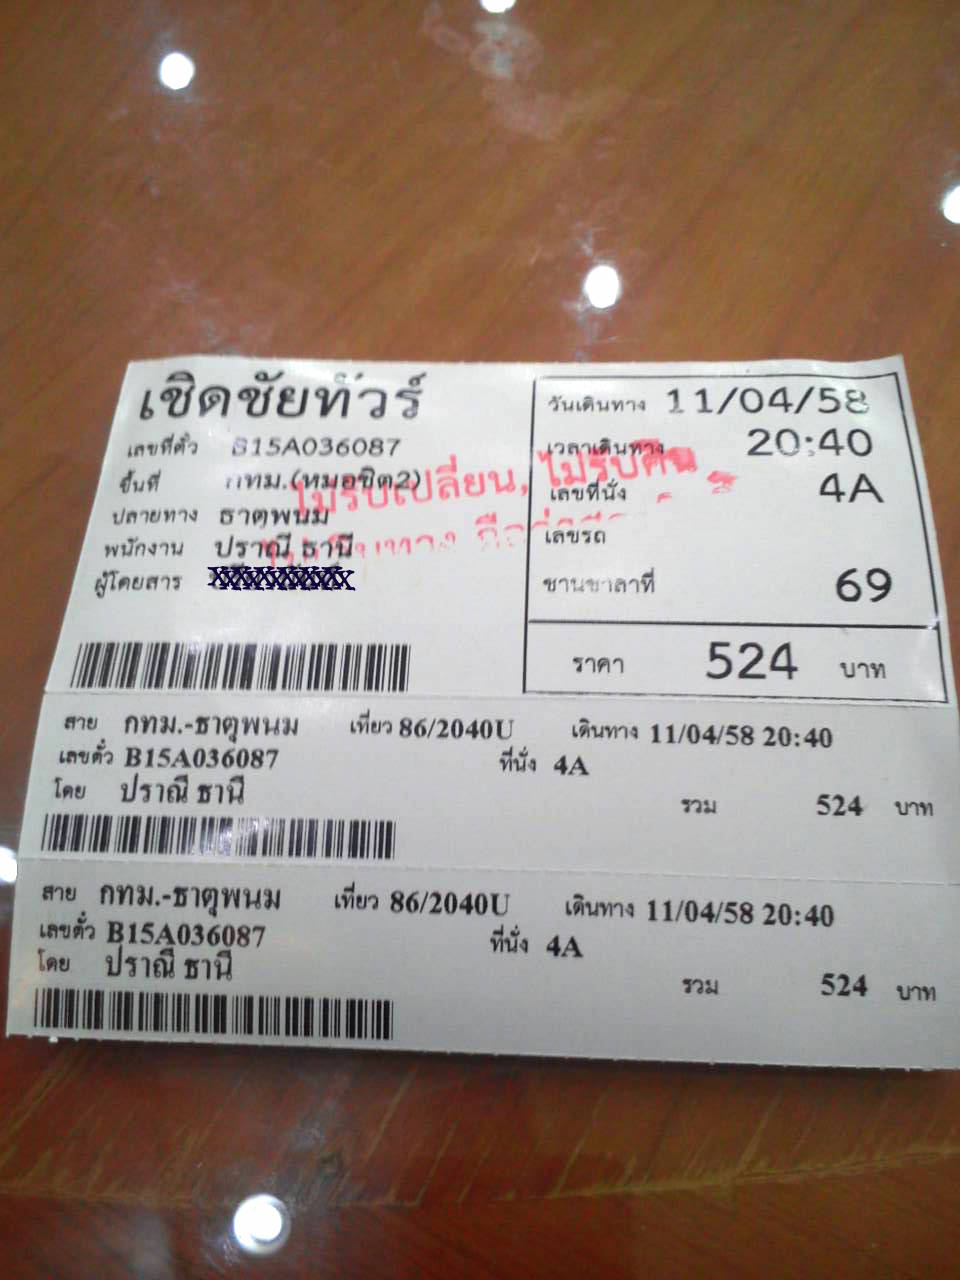 เชิดชัยทัวร์
เลขที่ตั๋ว B15A036087
ขึ้นที่ กทม.(หมอชิต2)
ปลายทาง ธาตุพนม
พนักงาน ปราณี ธานี
ผู้โดยสาร
ไม่รับเปลี่ยน, ไม่รับคืน
วันเดินทาง 11/04/58
เวลาเดินทาง 20:40
เลขที่นั่ง 4A
เลขรถ
ชานชาลาที่ 69
ราคา 524 บาท
สาย กทม.-ธาตุพนม เที่ยว 86/2040U เดินทาง 11/04/58 20:40
เลขตั๋ว B15A036087 ที่นั่ง 4A
โดย ปราณี ธานี รวม 524 บาท
สาย กทม.-ธาตุพนม เที่ยว 86/2040U เดินทาง 11/04/58 20:40
เลขตั๋ว B15A036087 ที่นั่ง 4A
โดย ปราณี ธานี รวม 524 บาท